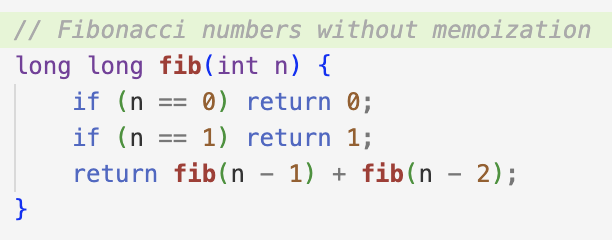 // Fibonacci numbers without memoization
long long fib(int n) {
    if (n == 0) return 0;
    if (n == 1) return 1;
    return fib(n - 1) + fib(n - 2);
}